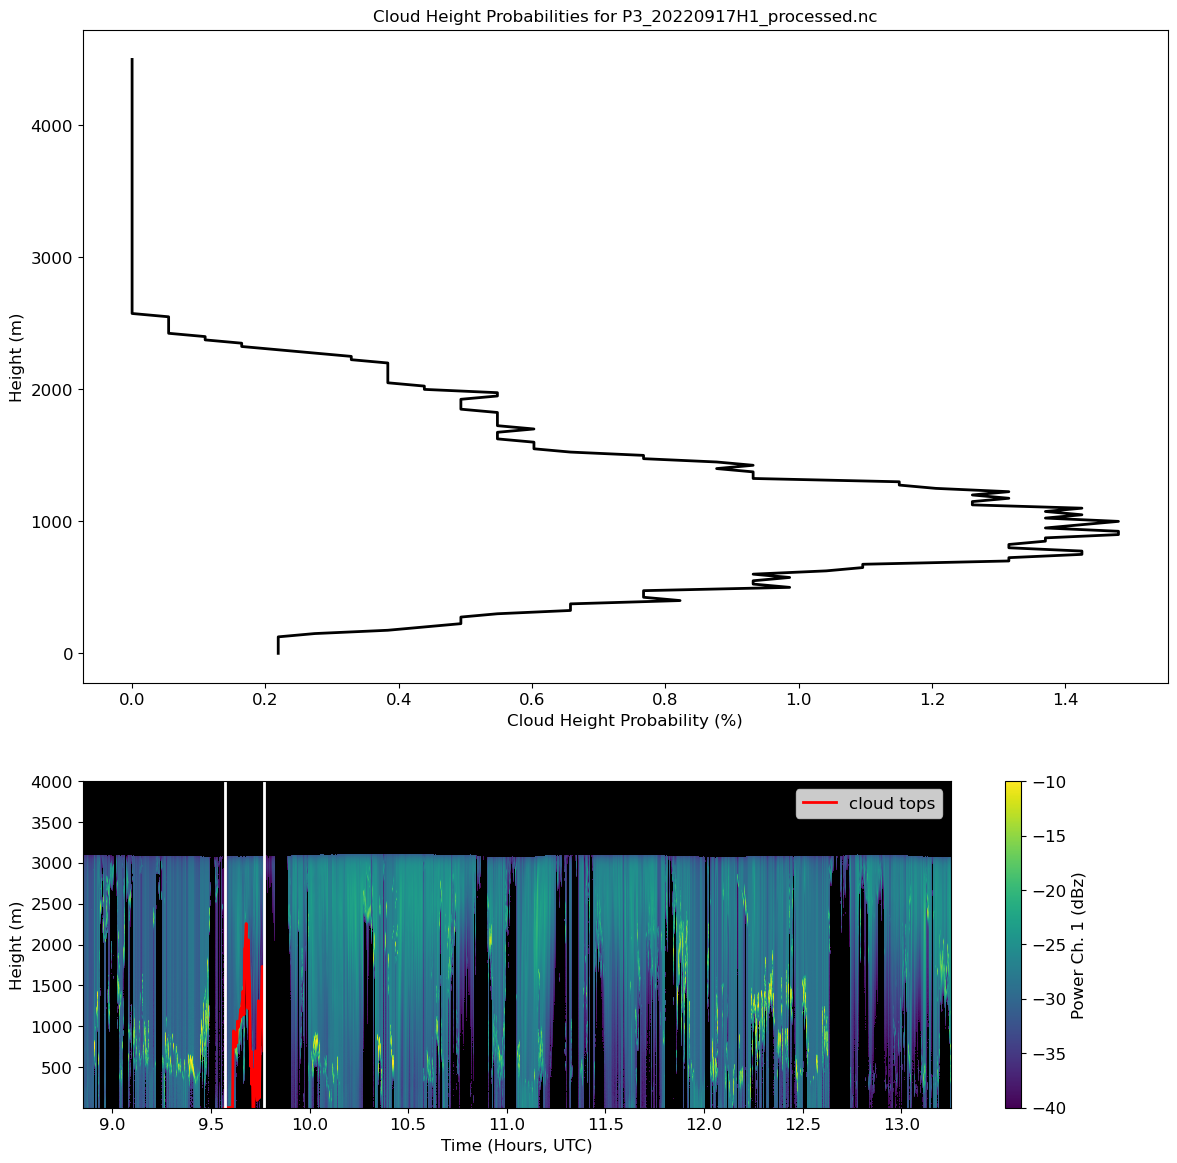 Cloud Height Probabilities for P3_20220917H1_processed.nc
4000
3000
2000
1000
0
Height (m)
0.0 0.2 0.4 0.6 0.8 1.0 1.2 1.4
Cloud Height Probability (%)
4000
3500
3000
2500
2000
1500
1000
500
Height (m)
cloud tops
9.0 9.5 10.0 10.5 11.0 11.5 12.0 12.5 13.0
Time (Hours, UTC)
−10
−15
−20
−25
−30
−35
−40
Power Ch. 1 (dBz)